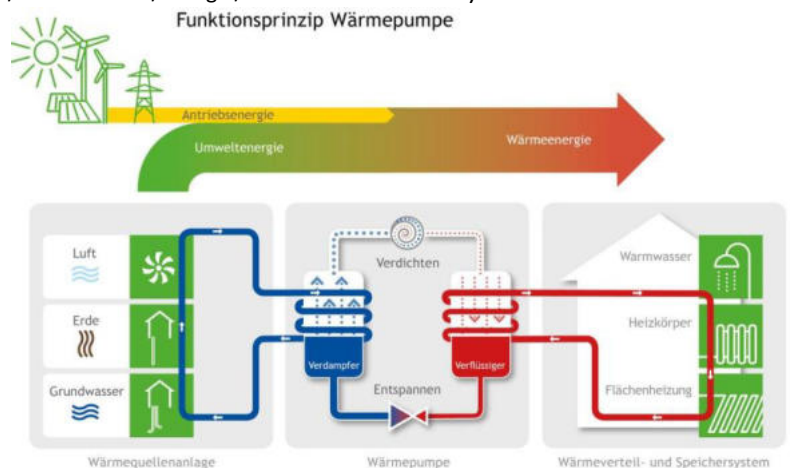 Funktionsprinzip Wärmepumpe
Antriebsenergie
Umweltenergie
Wärmeenergie
Luft
Erde
Grundwasser
Verdichten
Verdampfer
Verflüssiger
Entspannen
Warmwasser
Heizkörper
Flächenheizung
Wärmequellenanlage
Wärmepumpe
Wärmeverteil- und Speichersystem